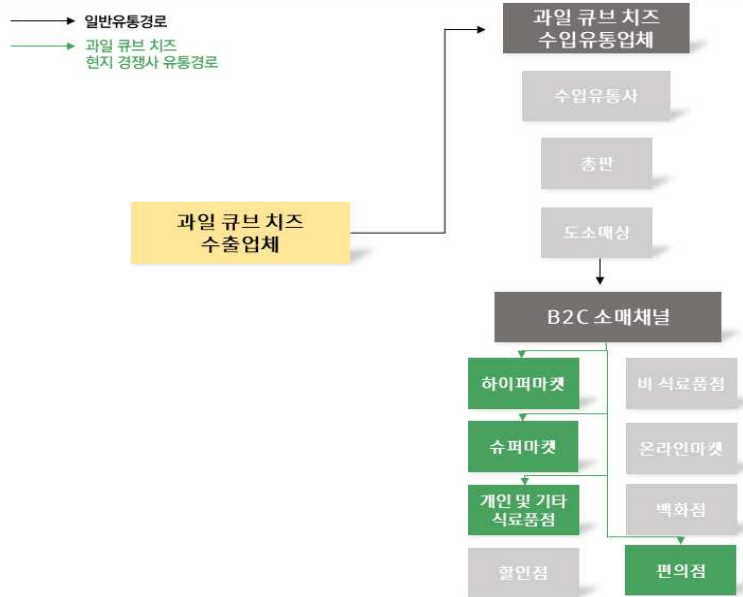 일반유통경로
과일 큐브 치즈
현지 경쟁사 유통경로
과일 큐브 치즈
수입유통업체
수입유통사
총판
과일 큐브 치즈
수출업체
도소매상
B2C 소매채널
하이퍼마켓
비 식료품점
슈퍼마켓
온라인마켓
개인 및 기타
식료품점
백화점
할인점
편의점